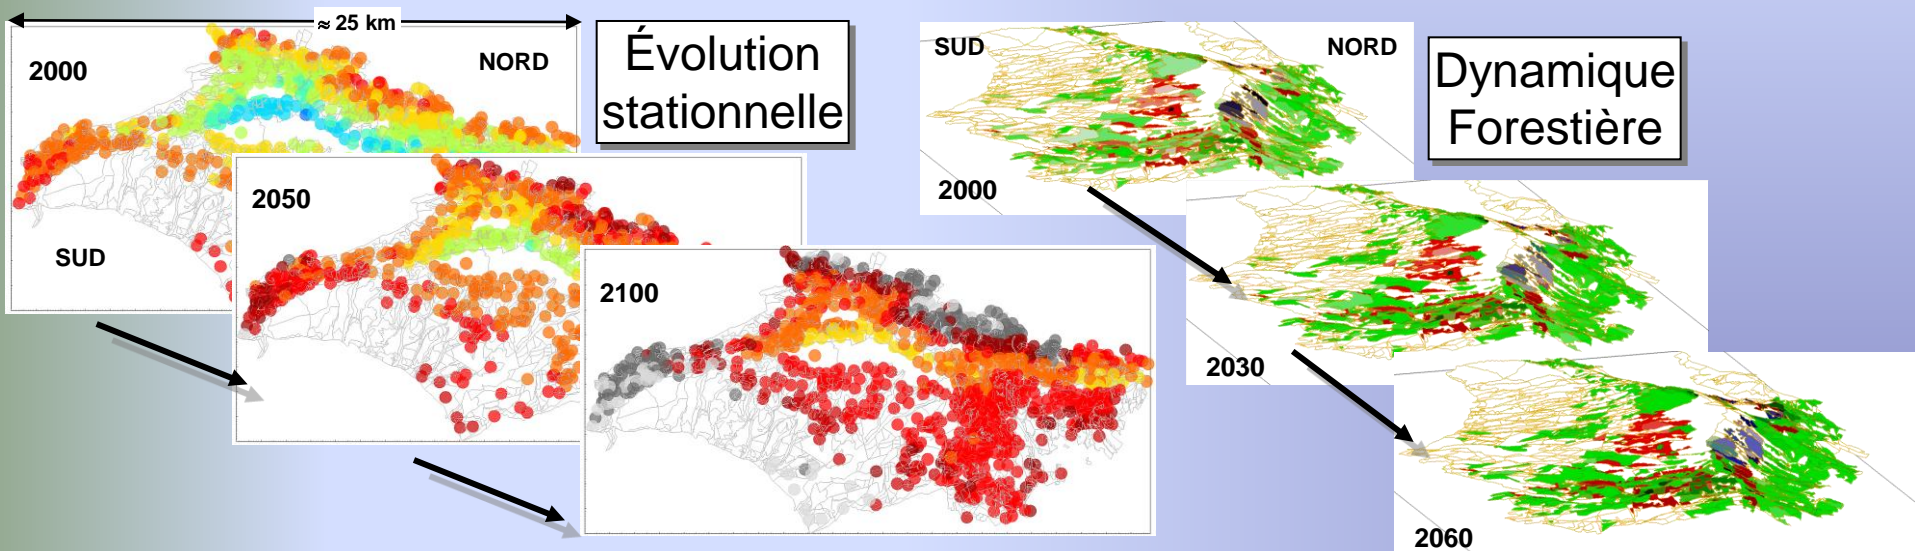 ≈ 25 km
2000
NORD
SUD
Évolution
stationnelle
2050
2100
SUD
NORD
2000
Dynamique
Forestière
2030
2060